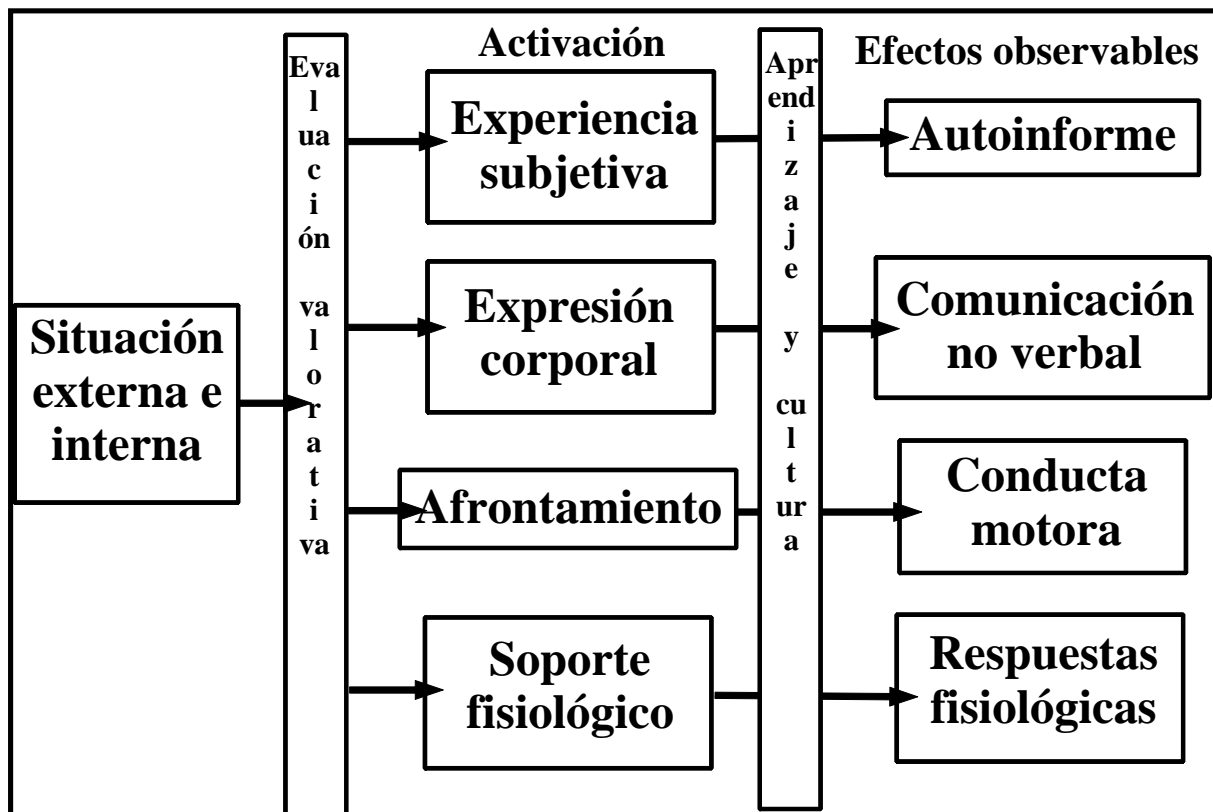 Situación
externa e
interna
Eva
l
ua
c
i
ón
va
l
o
r
a
t
i
va
Activación
Experiencia
subjetiva
Expresión
corporal
Afrontamiento
Soporte
fisiológico
Apr
end
i
z
a
j
e
y
cu
l
t
ur
a
Efectos observables
Autoinforme
Comunicación
no verbal
Conducta
motora
Respuestas
fisiológicas